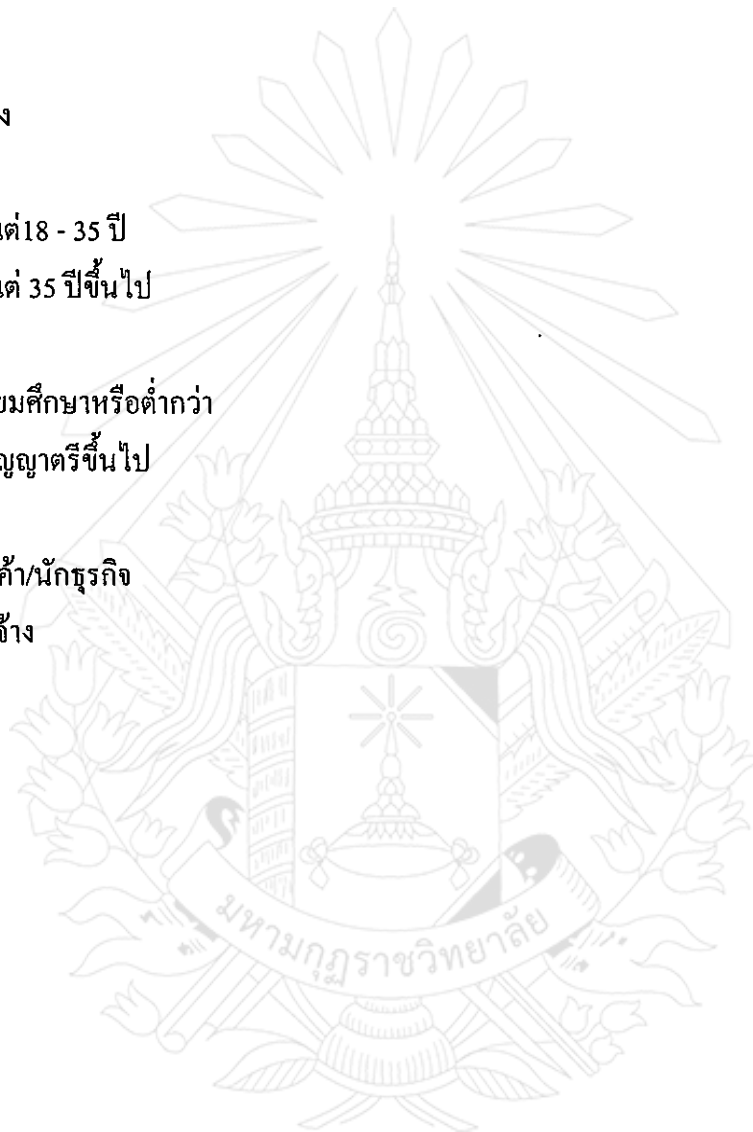 ง
ต่18 - 35 ปี
ต่ 35 ปีขึ้นไป
ยมศึกษาหรือต่ำกว่า
ญญาตรีขึ้นไป
ค้า/นักธุรกิจ
จ้าง
มหามกุฏราชวิทยาลัย